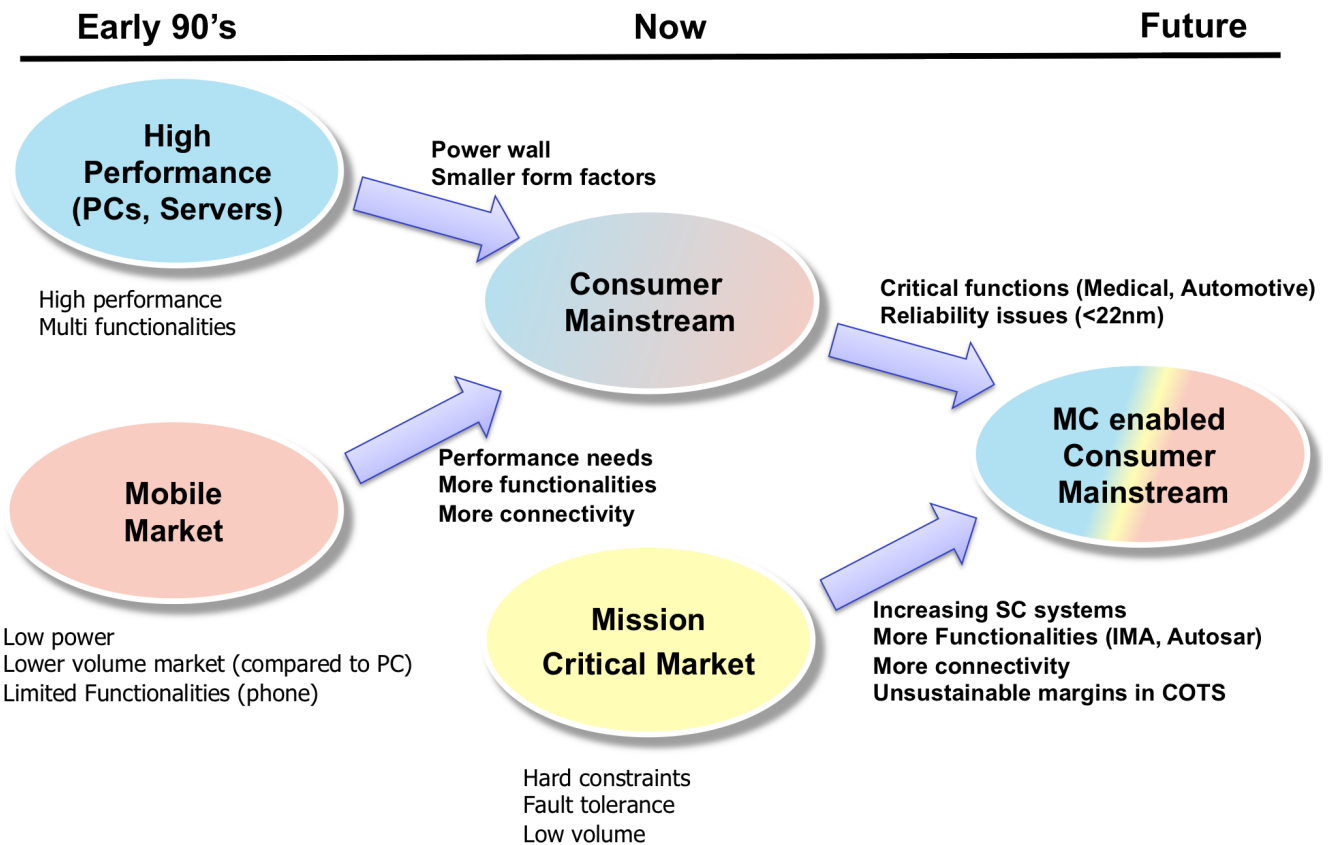 Early 90's
Now
Future
High
Performance
(PCs, Servers)
High performance
Multi functionalities
Power wall
Smaller form factors
Consumer
Mainstream
Critical functions (Medical, Automotive)
Reliability issues (<22nm)
Mobile
Market
Low power
Lower volume market (compared to PC)
Limited Functionalities (phone)
Performance needs
More functionalities
More connectivity
MC enabled
Consumer
Mainstream
Mission
Critical Market
Hard constraints
Fault tolerance
Low volume
Increasing SC systems
More Functionalities (IMA, Autosar)
More connectivity
Unsustainable margins in COTS